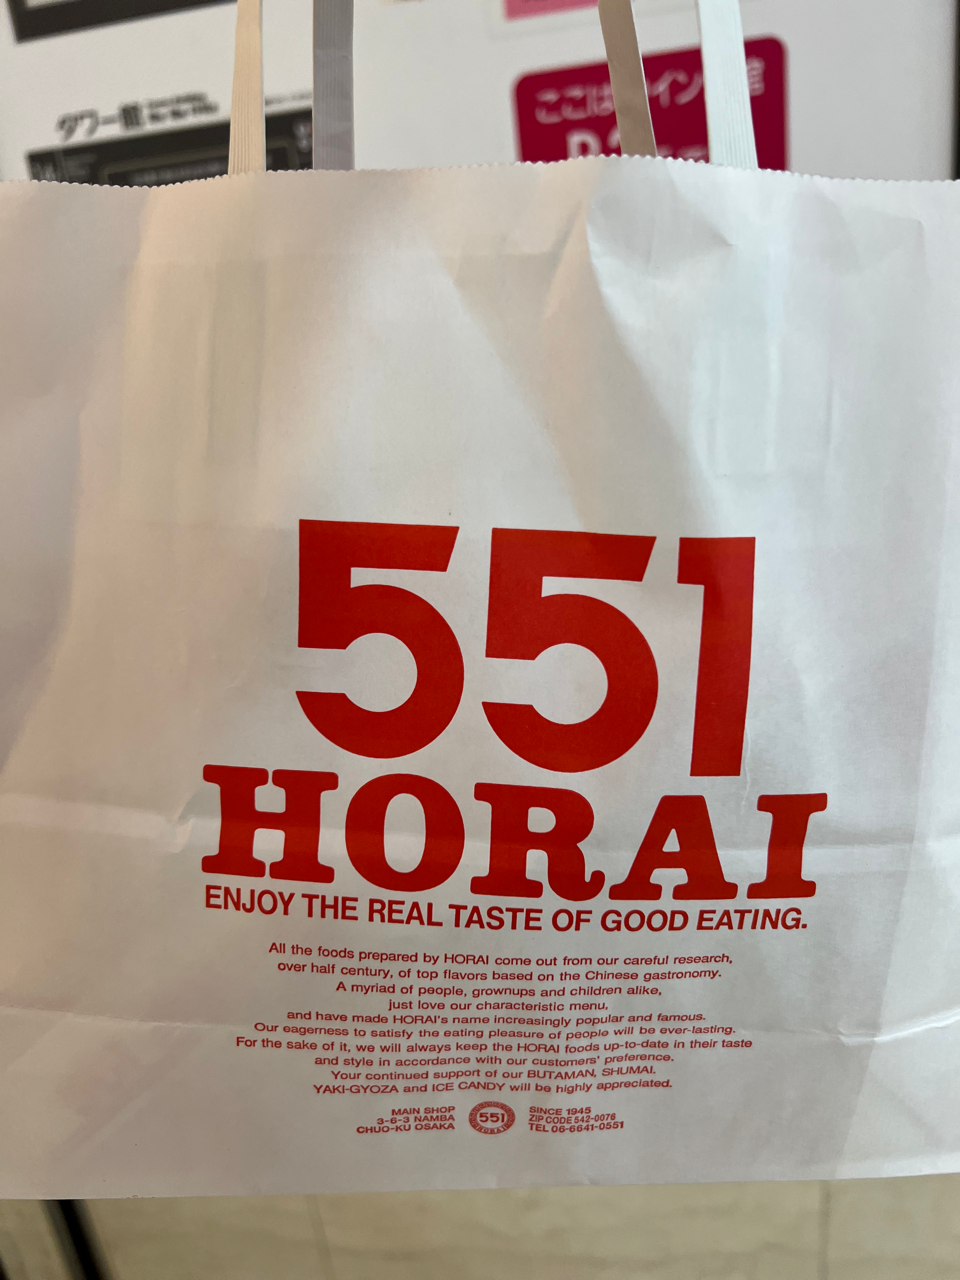 タワー館
ここは イン 館
551
HORAI
ENJOY THE REAL TASTE OF GOOD EATING.
All the foods prepared by HORAI come out from our careful research,
over half century, of top flavors based on the Chinese gastronomy.
A myriad of people, grownups and children alike,
just love our characteristic menu,
and have made HORAI's name increasingly popular and famous.
Our eagerness to satisfy the eating pleasure of people will be ever-lasting.
For the sake of it, we will always keep the HORAI foods up-to-date in their taste
and style in accordance with our customers' preference.
Your continued support of our BUTAMAN, SHUMAI.
YAKI-GYOZA and ICE CANDY will be highly appreciated.
MAIN SHOP
3-6-3 NAMBA
CHUO-KU OSAKA
551
HORAI
SINCE 1945
ZIP CODE 542-0076
TEL 06-6641-0551